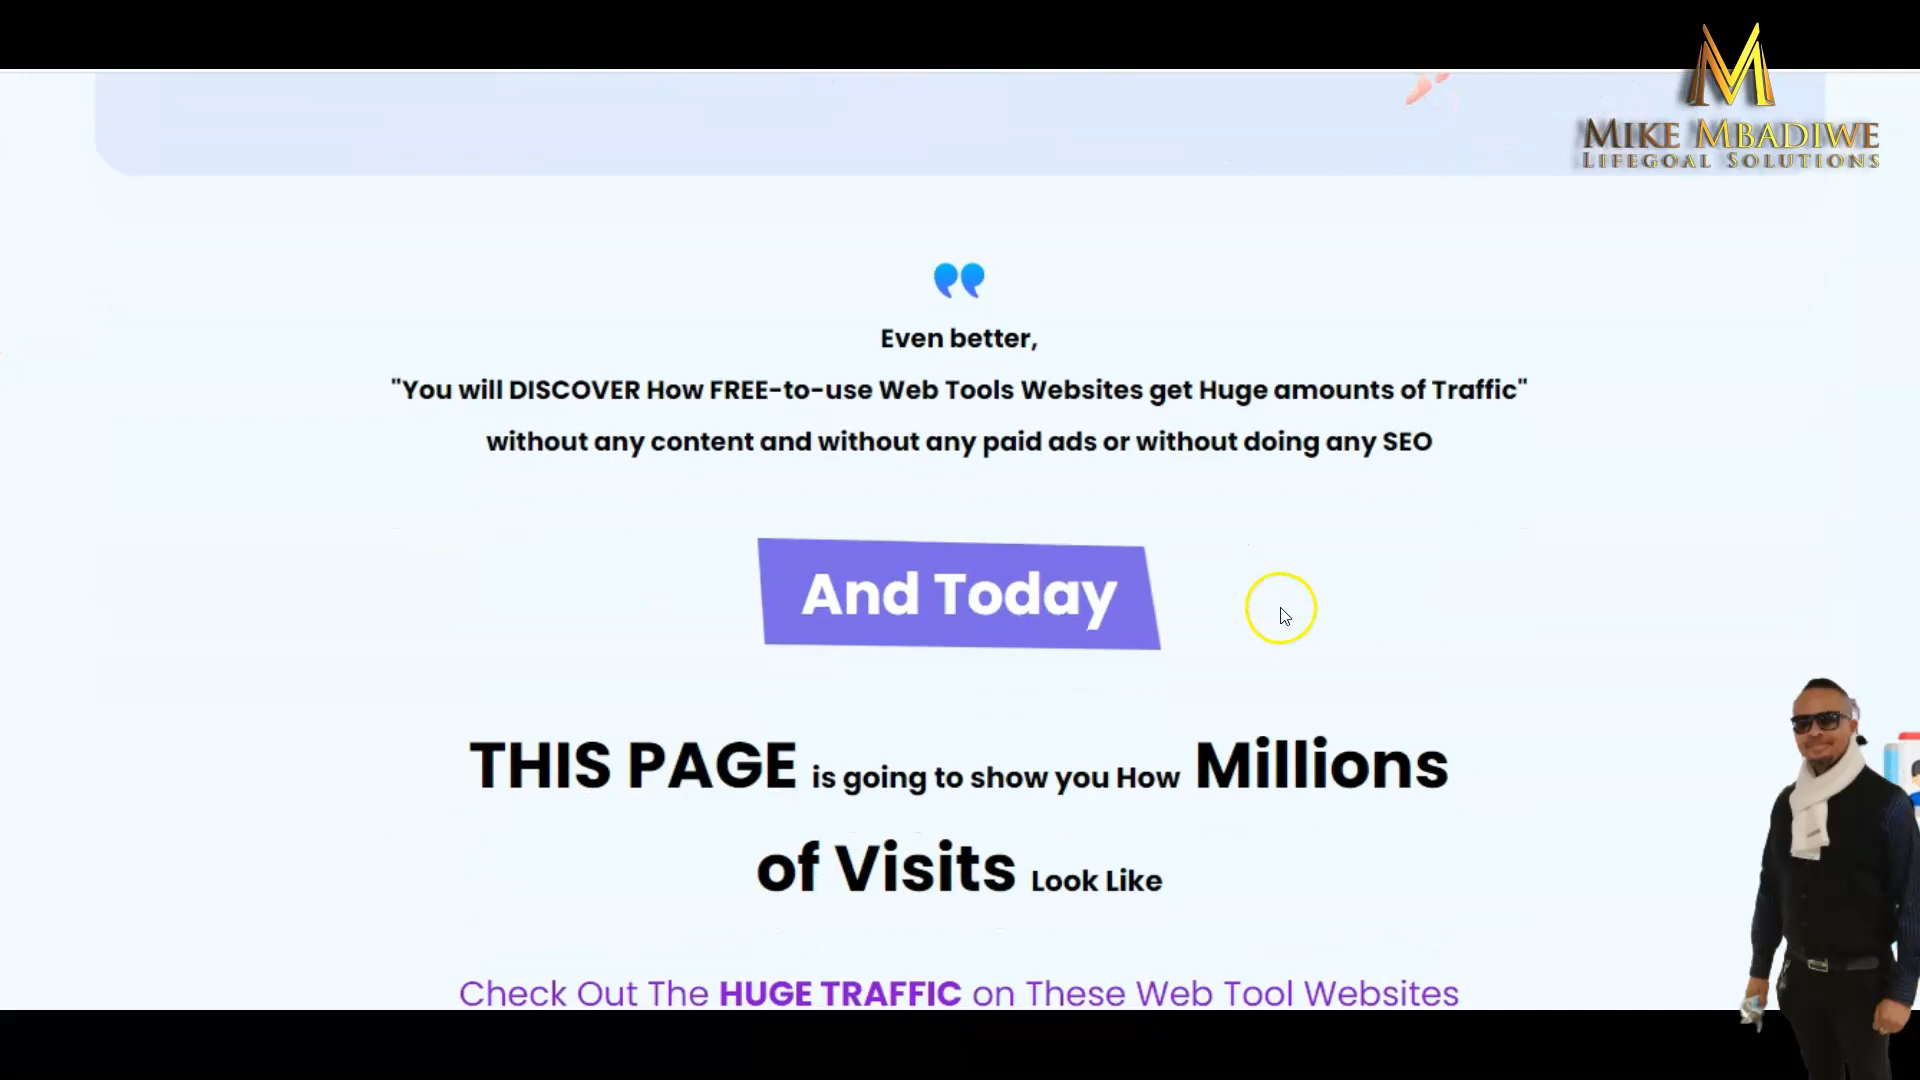 MIKE MBADIWE
LIFEGOAL SOLUTIONS
Even better,
"You will DISCOVER How FREE-to-use Web Tools Websites get Huge amounts of Traffic"
without any content and without any paid ads or without doing any SEO
And Today
THIS PAGE is going to show you How Millions
of Visits Look Like
Check Out The HUGE TRAFFIC on These Web Tool Websites